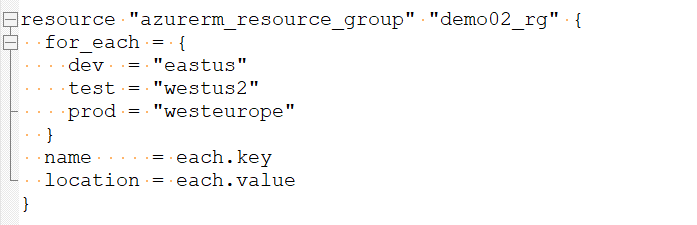 resource "azurerm_resource_group" "demo02_rg" {
  for_each = {
    dev  = "eastus"
    test = "westus2"
    prod = "westeurope"
  }
  name     = each.key
  location = each.value
}